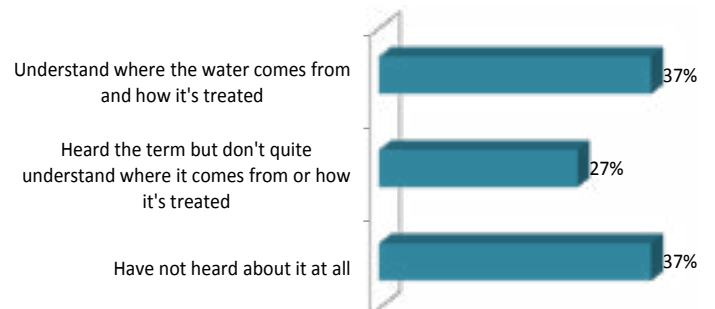 Understand where the water comes from
and how it's treated
37%
Heard the term but don't quite
understand where it comes from or how
it's treated
27%
Have not heard about it at all
37%